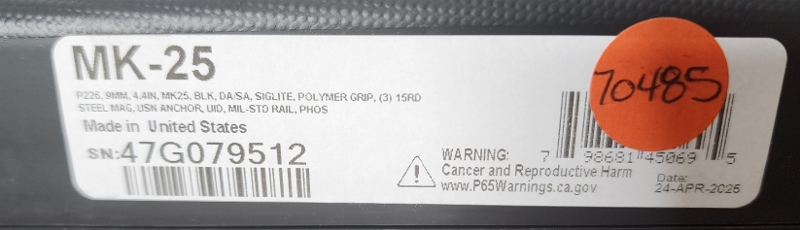 MK-25
P226, 9MM, 4.4IN, MK25, BLK, DA/SA, SIGLITE, POLYMER GRIP, (3) 15RD
STEEL MAG, USN ANCHOR, UID, MIL-STD RAIL, PHOS
Made in United States
SN:47G079512
70485
7 98681 45069 5
WARNING:
Cancer and Reproductive Harm
www.P65Warnings.ca.gov
Date:
24-APR-2025